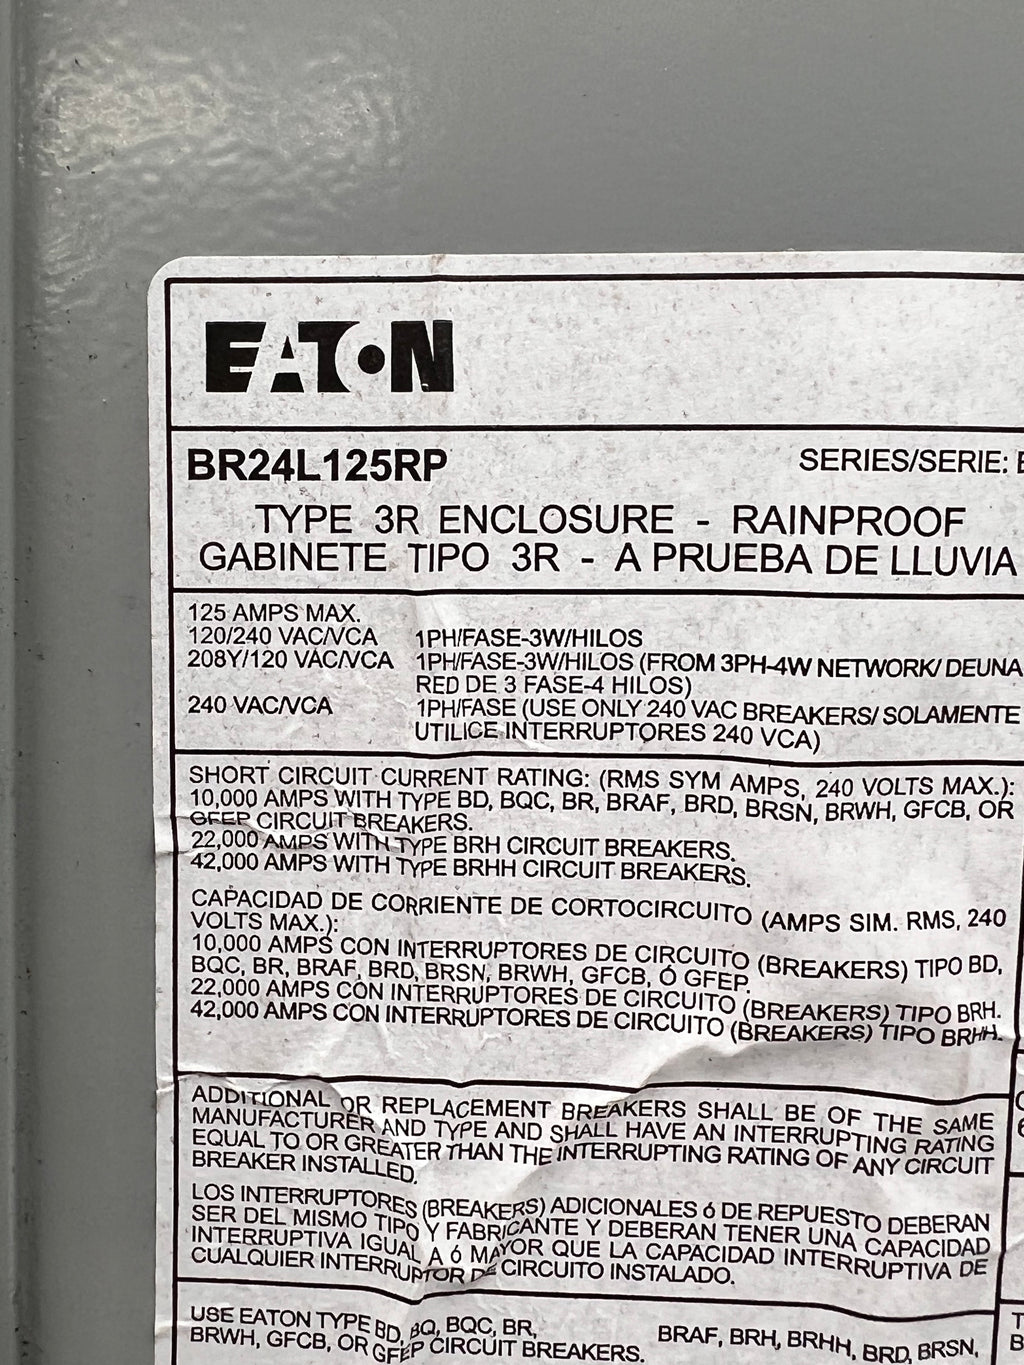 EATON
BR24L125RP
SERIES/SERIE:
TYPE 3R ENCLOSURE - RAINPROOF
GABINETE TIPO 3R - A PRUEBA DE LLUVIA
125 AMPS MAX.
120/240 VAC/VCA 1PH/FASE-3W/HILOS
208Y/120 VAC/VCA 1PH/FASE-3W/HILOS (FROM 3PH-4W NETWORK/ DEUNA
RED DE 3 FASE-4 HILOS)
240 VAC/VCA 1PH/FASE (USE ONLY 240 VAC BREAKERS/ SOLAMENTE
UTILICE INTERRUPTORES 240 VCA)
SHORT CIRCUIT CURRENT RATING: (RMS SYM AMPS, 240 VOLTS MAX.):
10,000 AMPS WITH TYPE BD, BQC, BR, BRAF, BRD, BRSN, BRWH, GFCB, OR
GFEP CIRCUIT BREAKERS.
22,000 AMPS WITH TYPE BRH CIRCUIT BREAKERS.
42,000 AMPS WITH TYPE BRHH CIRCUIT BREAKERS.
CAPACIDAD DE CORRIENTE DE CORTOCIRCUITO (AMPS SIM. RMS, 240
VOLTS MAX.):
10,000 AMPS CON INTERRUPTORES DE CIRCUITO (BREAKERS) TIPO BD,
BQC, BR, BRAF, BRD, BRSN, BRWH, GFCB, Ó GFEP.
22,000 AMPS CON INTERRUPTORES DE CIRCUITO (BREAKERS) TIPO BRH.
42,000 AMPS CON INTERRUPTORES DE CIRCUITO (BREAKERS) TIPO BRHH.
ADDITIONAL OR REPLACEMENT BREAKERS SHALL BE OF THE SAME
MANUFACTURER AND TYPE AND SHALL HAVE AN INTERRUPTING RATING
EQUAL TO OR GREATER THAN THE INTERRUPTING RATING OF ANY CIRCUIT
BREAKER INSTALLED.
LOS INTERRUPTORES (BREAKERS) ADICIONALES ó DE REPUESTO DEBERAN
SER DEL MISMO TIPO Y FABRICANTE Y DEBERAN TENER UNA CAPACIDAD
INTERRUPTIVA IGUAL A ó MAYOR QUE LA CAPACIDAD INTERRUPTIVA DE
CUALQUIER INTERRUPTOR DE CIRCUITO INSTALADO.
USE EATON TYPE BD, BQ, BQC, BR, BRAF, BRH, BRHH, BRD, BRSN,
BRWH, GFCB, OR GFEP CIRCUIT BREAKERS.